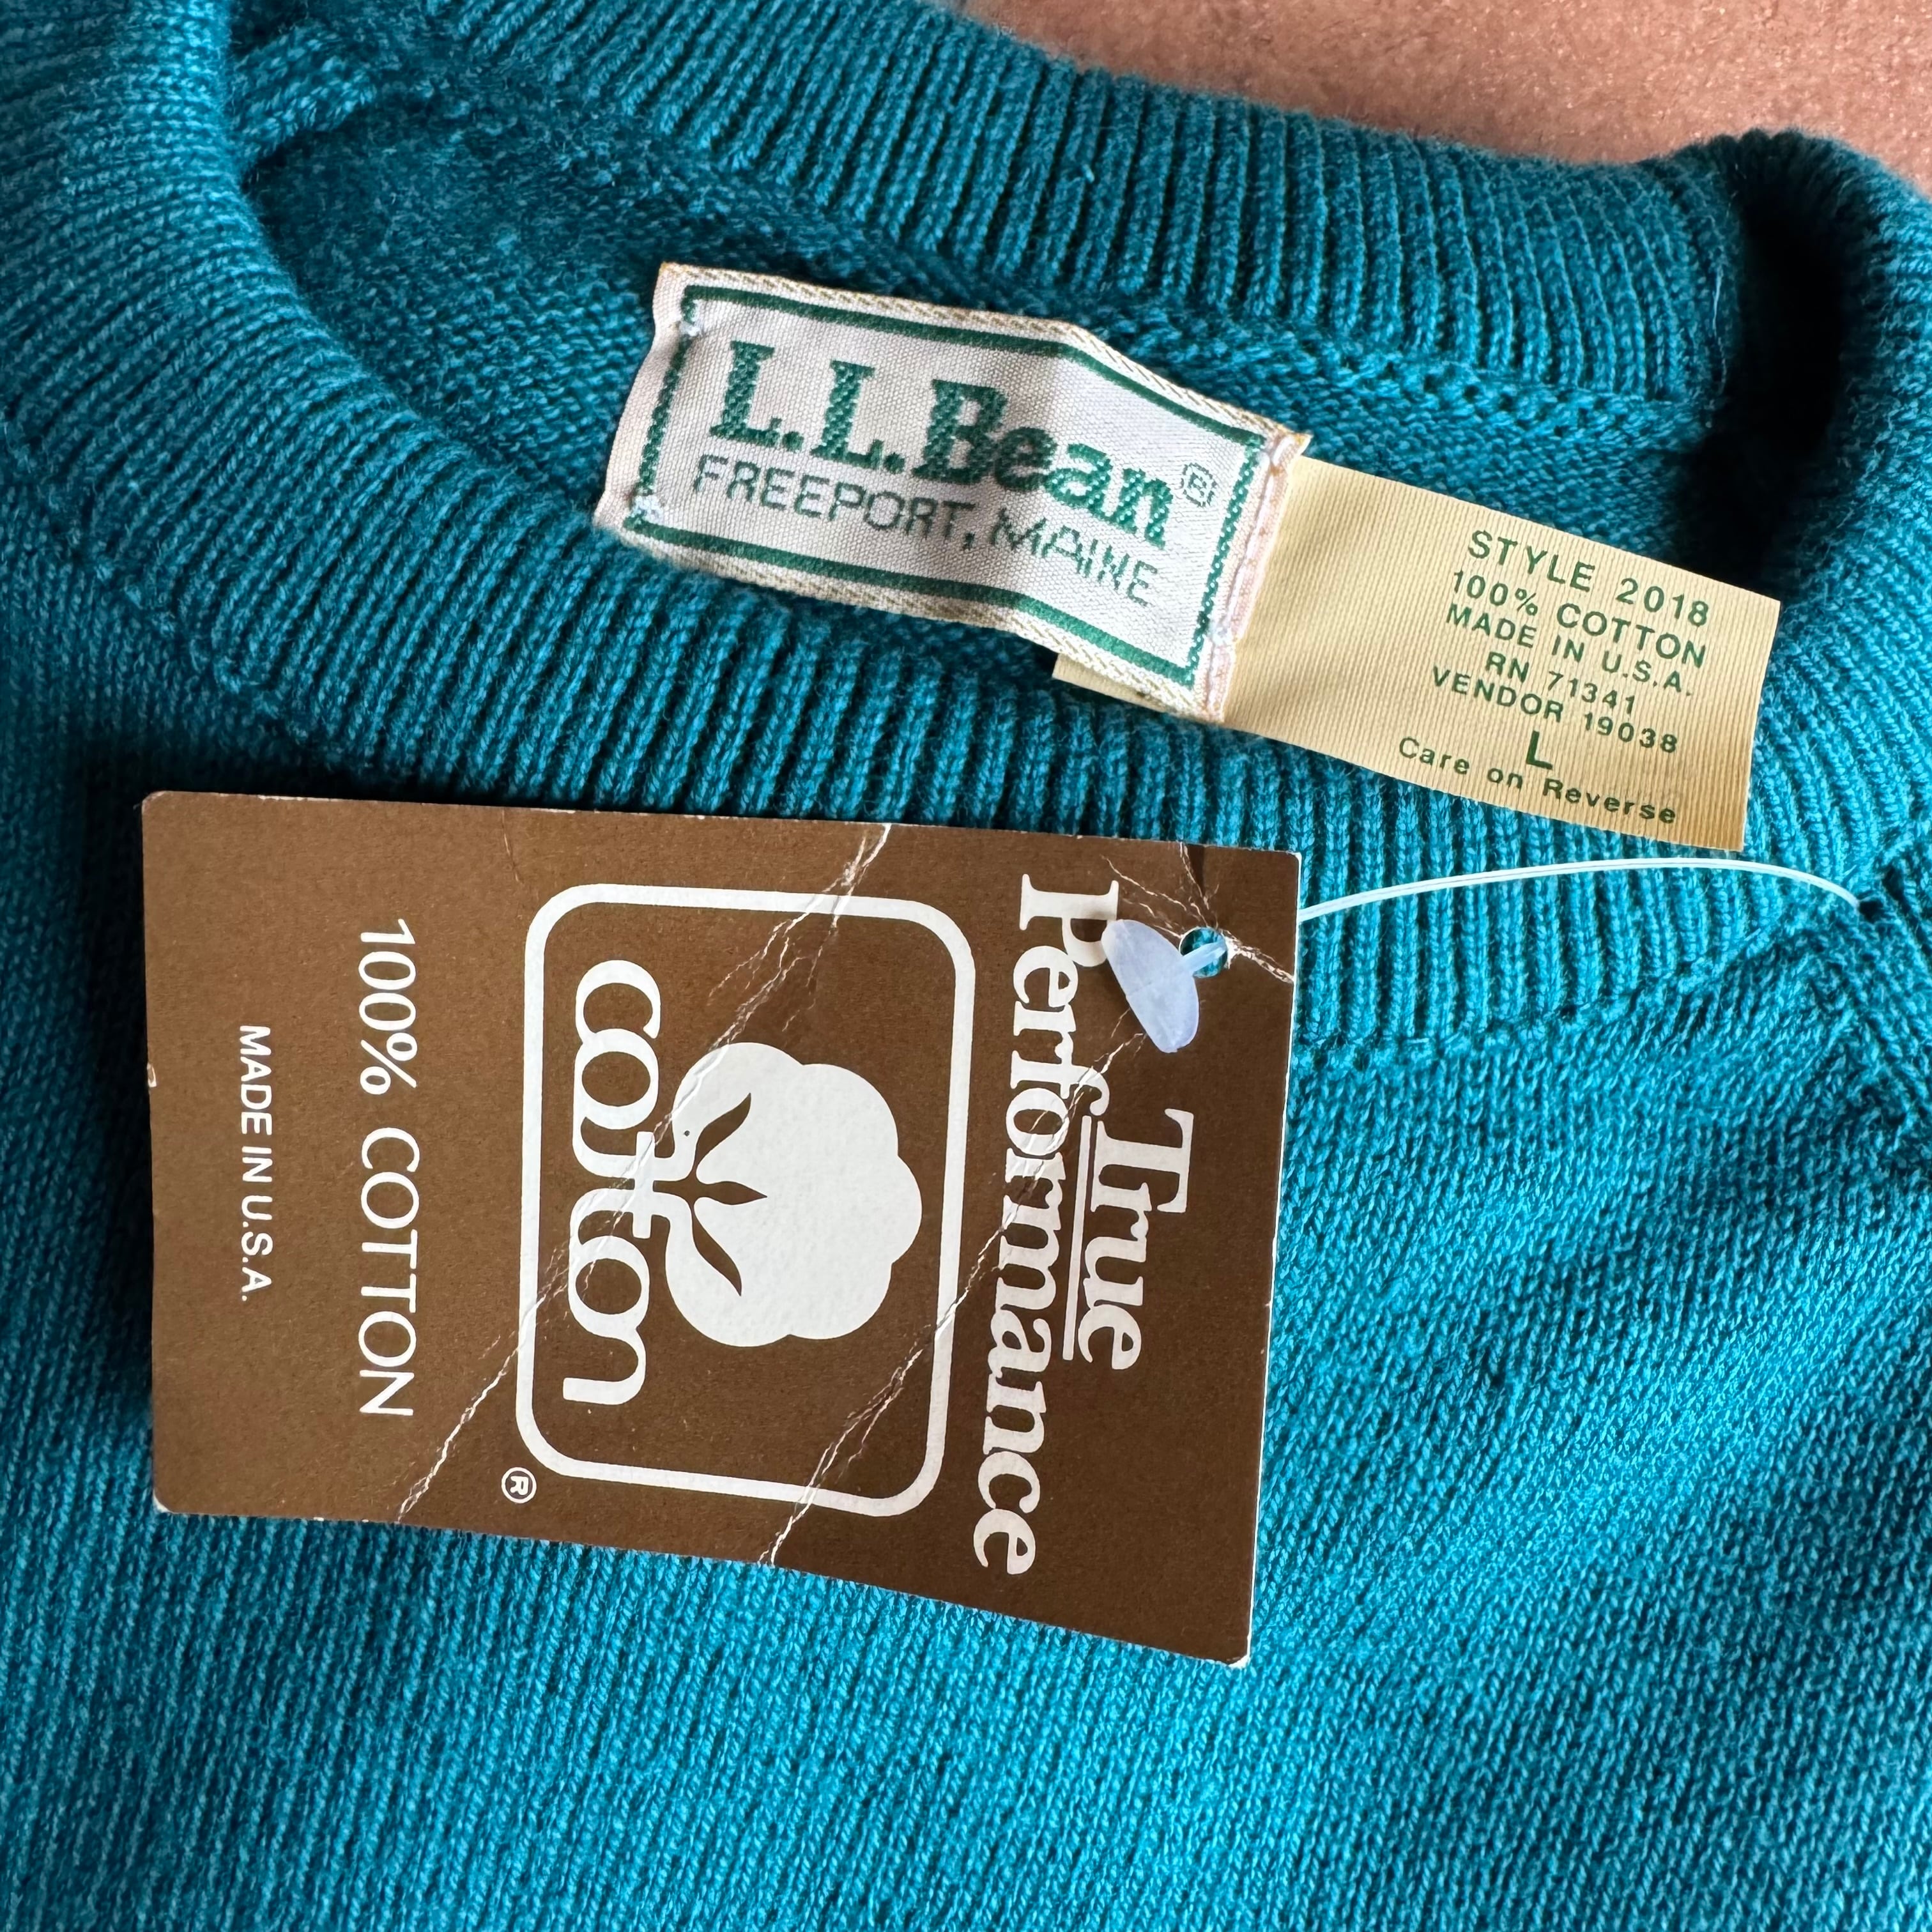 L.L.Bean®
FREEPORT, MAINE
STYLE 2018
100% COTTON
MADE IN U.S.A.
RN 71341
VENDOR 19038
L
Care on Reverse
True
Performance
cotton
®
100% COTTON
MADE IN U.S.A.